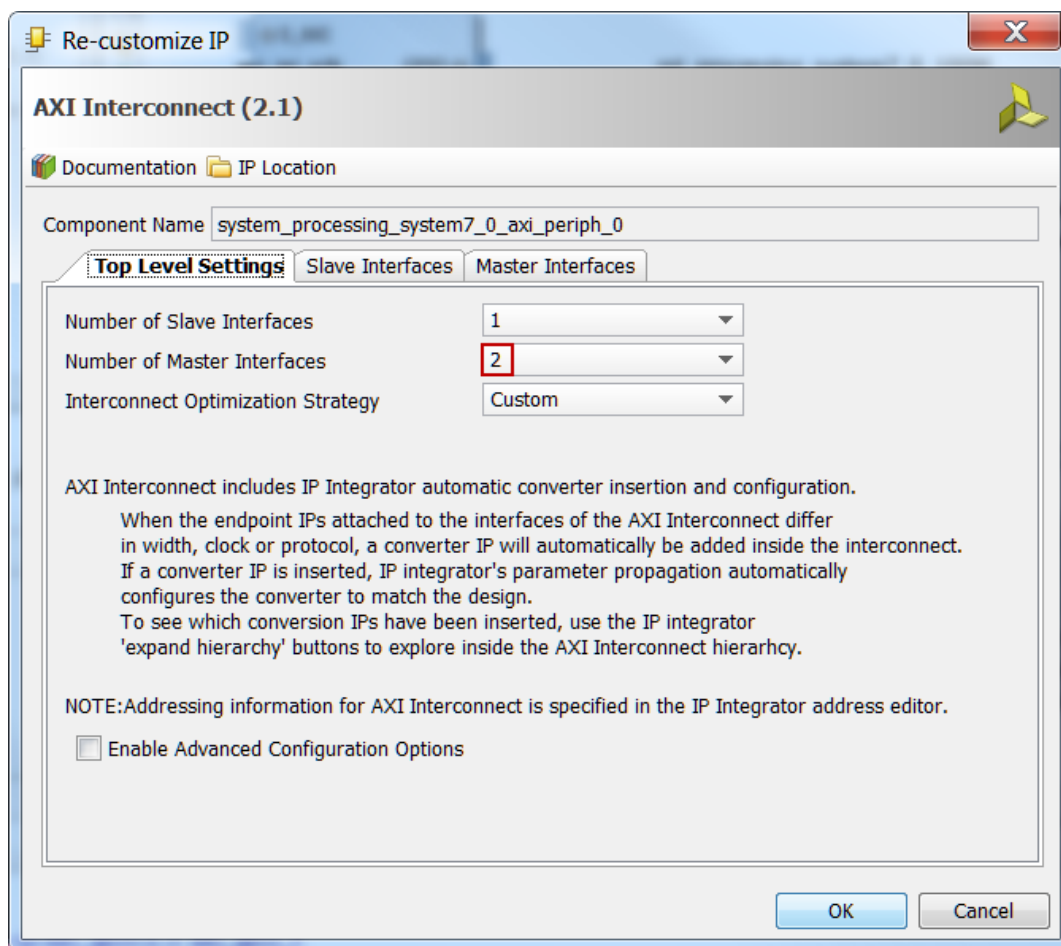 Re-customize IP
AXI Interconnect (2.1)
Documentation IP Location
Component Name system_processing_system7_0_axi_periph_0
Top Level Settings Slave Interfaces Master Interfaces
Number of Slave Interfaces 1
Number of Master Interfaces 2
Interconnect Optimization Strategy Custom
AXI Interconnect includes IP Integrator automatic converter insertion and configuration.
When the endpoint IPs attached to the interfaces of the AXI Interconnect differ
in width, clock or protocol, a converter IP will automatically be added inside the interconnect.
If a converter IP is inserted, IP integrator's parameter propagation automatically
configures the converter to match the design.
To see which conversion IPs have been inserted, use the IP integrator
'expand hierarchy' buttons to explore inside the AXI Interconnect hierarhcy.
NOTE:Addressing information for AXI Interconnect is specified in the IP Integrator address editor.
Enable Advanced Configuration Options
OK Cancel